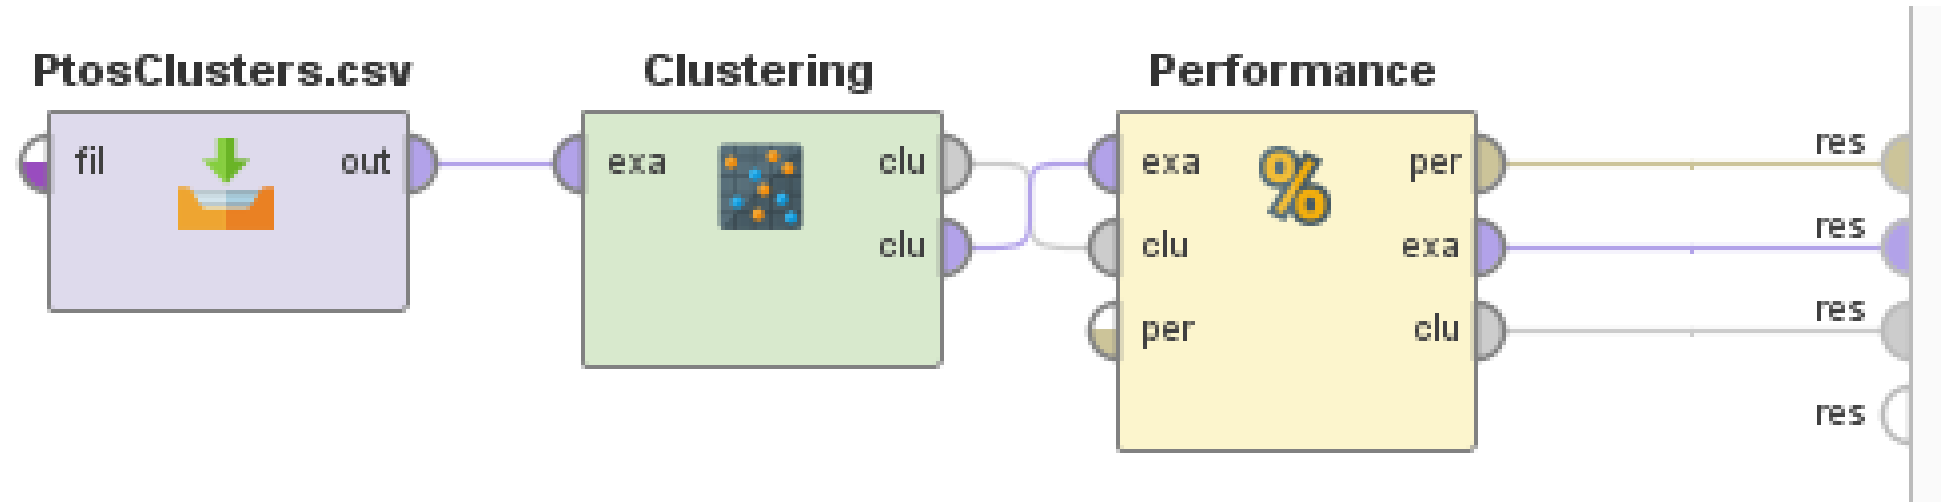 PtosClusters.csv Clustering Performance
fil out exa clu exa per res
clu clu exa res
per clu res
res